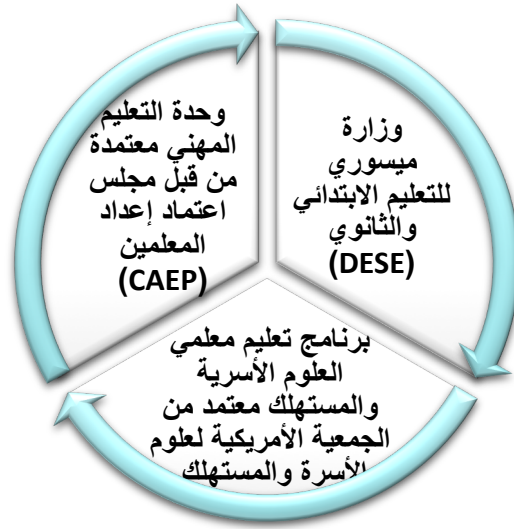 وحدة التعليم
المهني معتمدة
من قبل مجلس
اعتماد إعداد
المعلمين
(CAEP)
وزارة
ميسوري
للتعليم الابتدائي
والثانوي
(DESE)
برنامج تعليم معلمي
العلوم الأسرية
والمستهلك معتمد من
الجمعية الأمريكية لعلوم
الأسرة والمستهلك